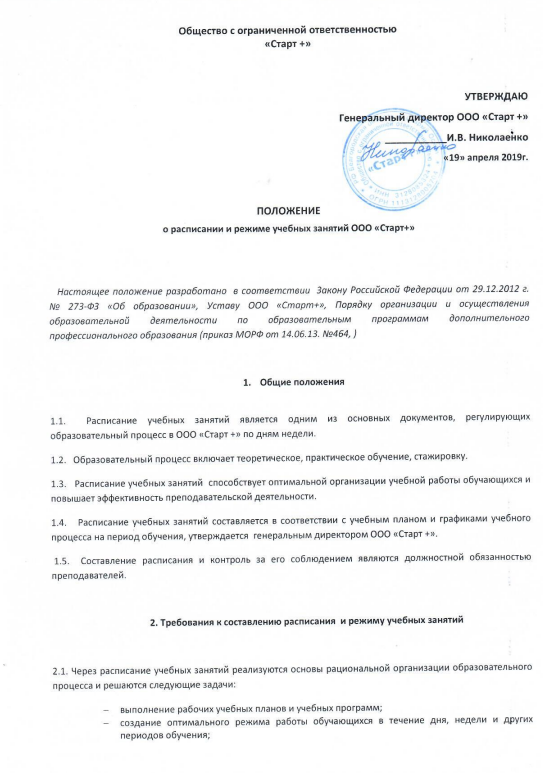 Общество с ограниченной ответственностью
«Старт +»
УТВЕРЖДАЮ
Генеральный директор ООО «Старт +»
И.В. Николаенко
«19» апреля 2019г.
«Старт
ПОЛОЖЕНИЕ
о расписании и режиме учебных занятий ООО «Старт+»
Настоящее положение разработано в соответствии Закону Российской Федерации от 29.12.2012 г.
№ 273-ФЗ «Об образовании», Уставу ООО «Старт+», Порядку организации и осуществления
образовательной деятельности по образовательным программам дополнительного
профессионального образования (приказ МОРФ от 14.06.13. №464, )
1. Общие положения
1.1. Расписание учебных занятий является одним из основных документов, регулирующих
образовательный процесс в ООО «Старт +» по дням недели.
1.2. Образовательный процесс включает теоретическое, практическое обучение, стажировку.
1.3. Расписание учебных занятий способствует оптимальной организации учебной работы обучающихся и
повышает эффективность преподавательской деятельности.
1.4. Расписание учебных занятий составляется в соответствии с учебным планом и графиками учебного
процесса на период обучения, утверждается генеральным директором ООО «Старт +».
1.5. Составление расписания и контроль за его соблюдением являются должностной обязанностью
преподавателей.
2. Требования к составлению расписания и режиму учебных занятий
2.1. Через расписание учебных занятий реализуются основы рациональной организации образовательного
процесса и решаются следующие задачи:
– выполнение рабочих учебных планов и учебных программ;
– создание оптимального режима работы обучающихся в течение дня, недели и других
периодов обучения;